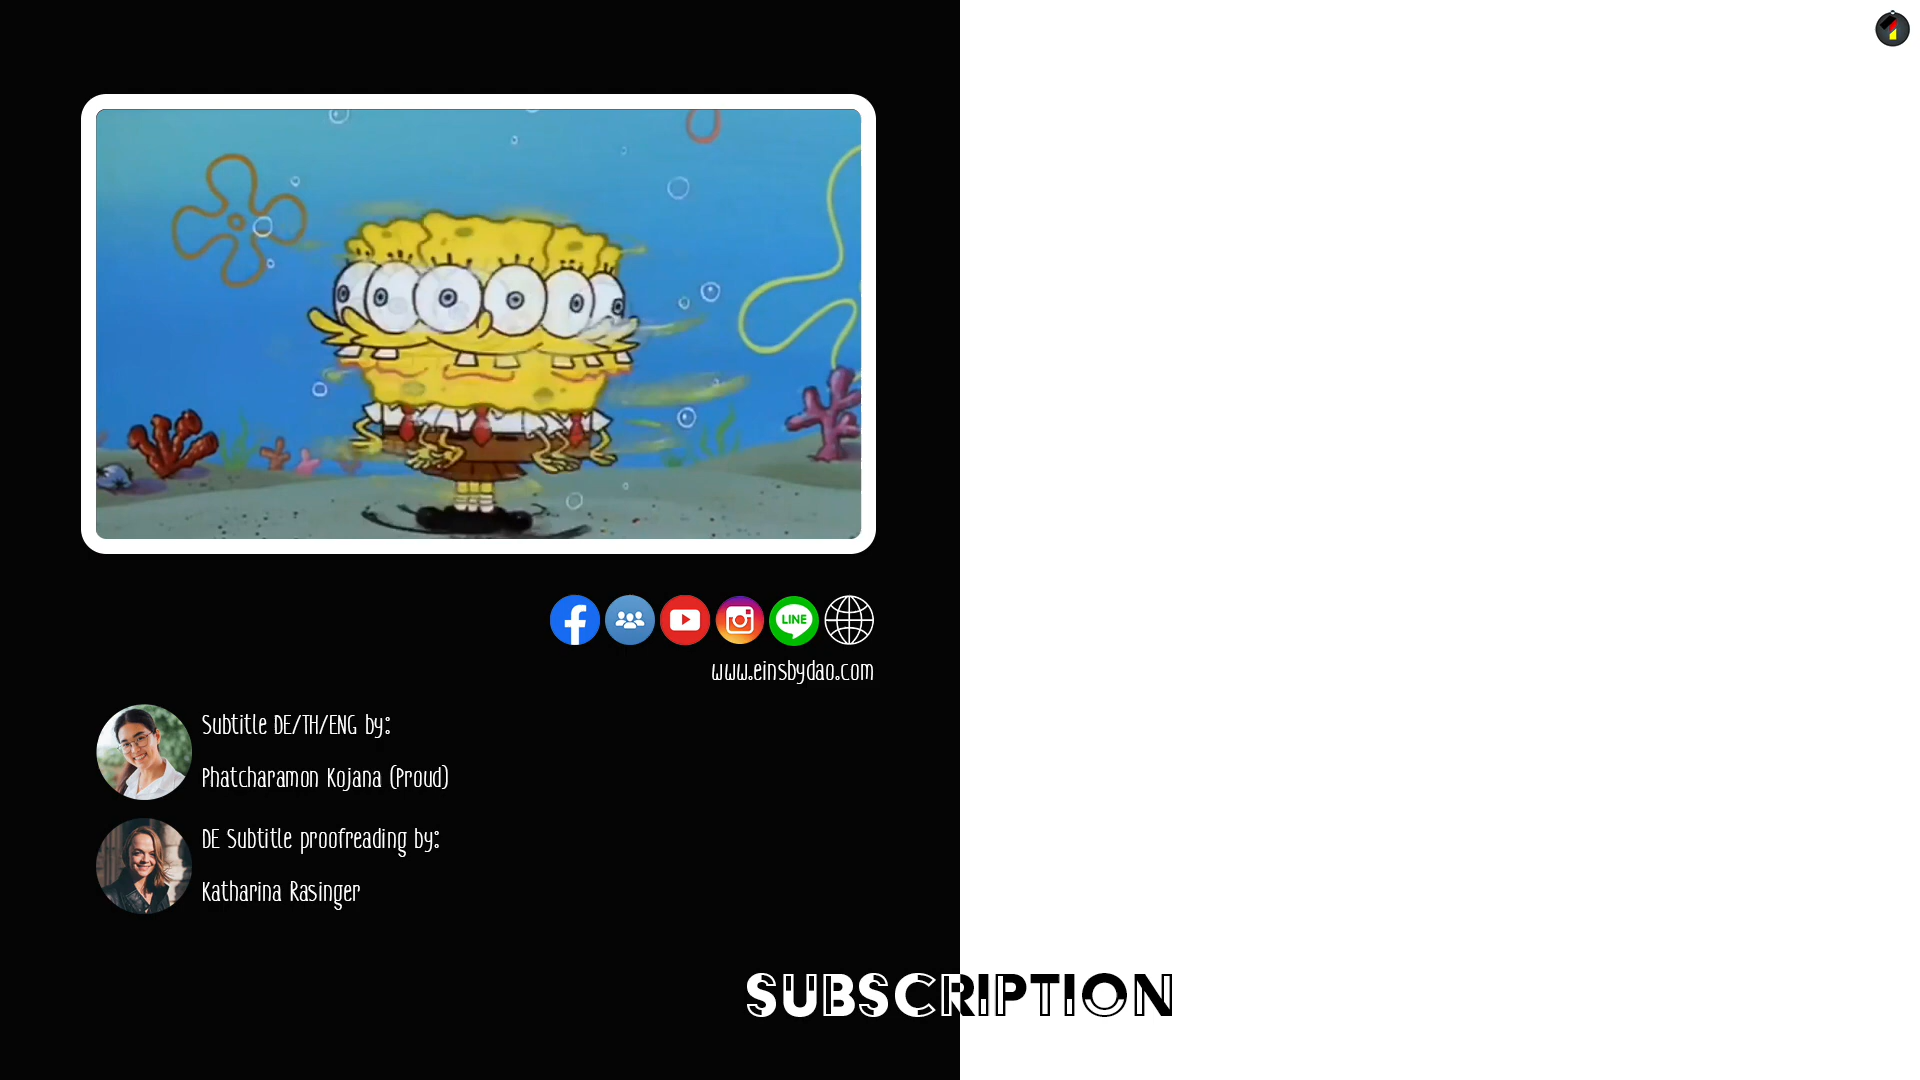 LINE
www.einsbydao.com
Subtitle DE/TH/ENG by:
Phatcharamon Kojana (Proud)
DE Subtitle proofreading by:
Katharina Rasinger
SUBSCRIPTION